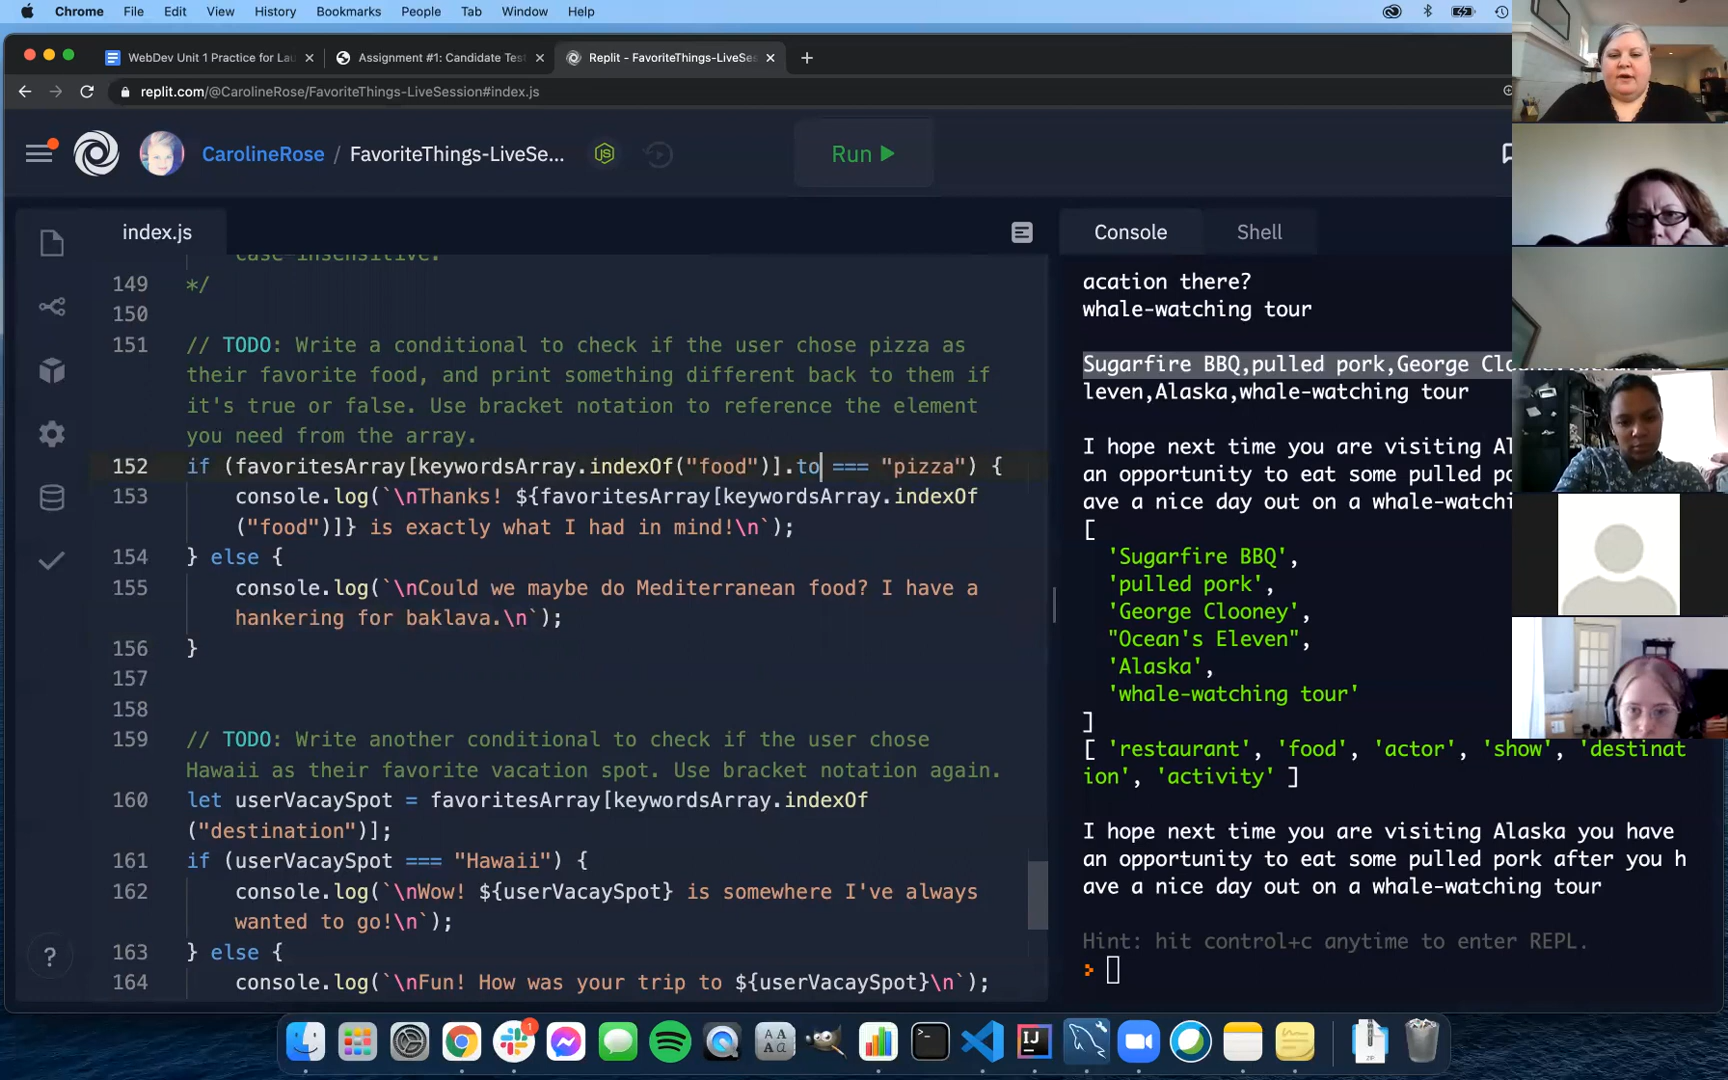 Chrome File Edit View History Bookmarks People Tab Window Help
WebDev Unit 1 Practice for Lau
Assignment #1: Candidate Test
Replit - FavoriteThings-LiveSes
replit.com/@CarolineRose/FavoriteThings-LiveSession#index.js
CarolineRose / FavoriteThings-LiveSe...
Run
index.js
case-insensitive.
149 */
150
151 // TODO: Write a conditional to check if the user chose pizza as
their favorite food, and print something different back to them if
it's true or false. Use bracket notation to reference the element
you need from the array.
152 if (favoritesArray[keywordsArray.indexOf("food")].to === "pizza") {
153 console.log(`\nThanks! ${favoritesArray[keywordsArray.indexOf
("food")]} is exactly what I had in mind!\n`);
154 } else {
155 console.log(`\nCould we maybe do Mediterranean food? I have a
hankering for baklava.\n`);
156 }
157
158
159 // TODO: Write another conditional to check if the user chose
Hawaii as their favorite vacation spot. Use bracket notation again.
160 let userVacaySpot = favoritesArray[keywordsArray.indexOf
("destination")];
161 if (userVacaySpot === "Hawaii") {
162 console.log(`\nWow! ${userVacaySpot} is somewhere I've always
wanted to go!\n`);
163 } else {
164 console.log(`\nFun! How was your trip to ${userVacaySpot}\n`);
?
Console Shell
acation there?
whale-watching tour
Sugarfire BBQ,pulled pork,George Clo
leven,Alaska,whale-watching tour
I hope next time you are visiting Al
an opportunity to eat some pulled po
ave a nice day out on a whale-watchi
[
'Sugarfire BBQ',
'pulled pork',
'George Clooney',
"Ocean's Eleven",
'Alaska',
'whale-watching tour'
]
[ 'restaurant', 'food', 'actor', 'show', 'destinat
ion', 'activity' ]
I hope next time you are visiting Alaska you have
an opportunity to eat some pulled pork after you h
ave a nice day out on a whale-watching tour
Hint: hit control+c anytime to enter REPL.
>
1